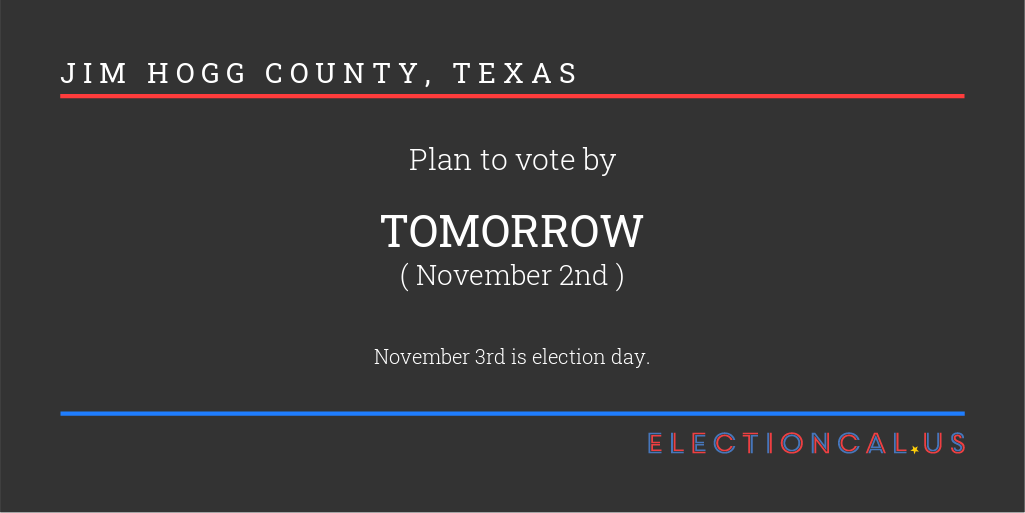 JIM HOGG COUNTY, TEXAS
Plan to vote by
TOMORROW
( November 2nd )
November 3rd is election day.
ELECTIONCAL.US